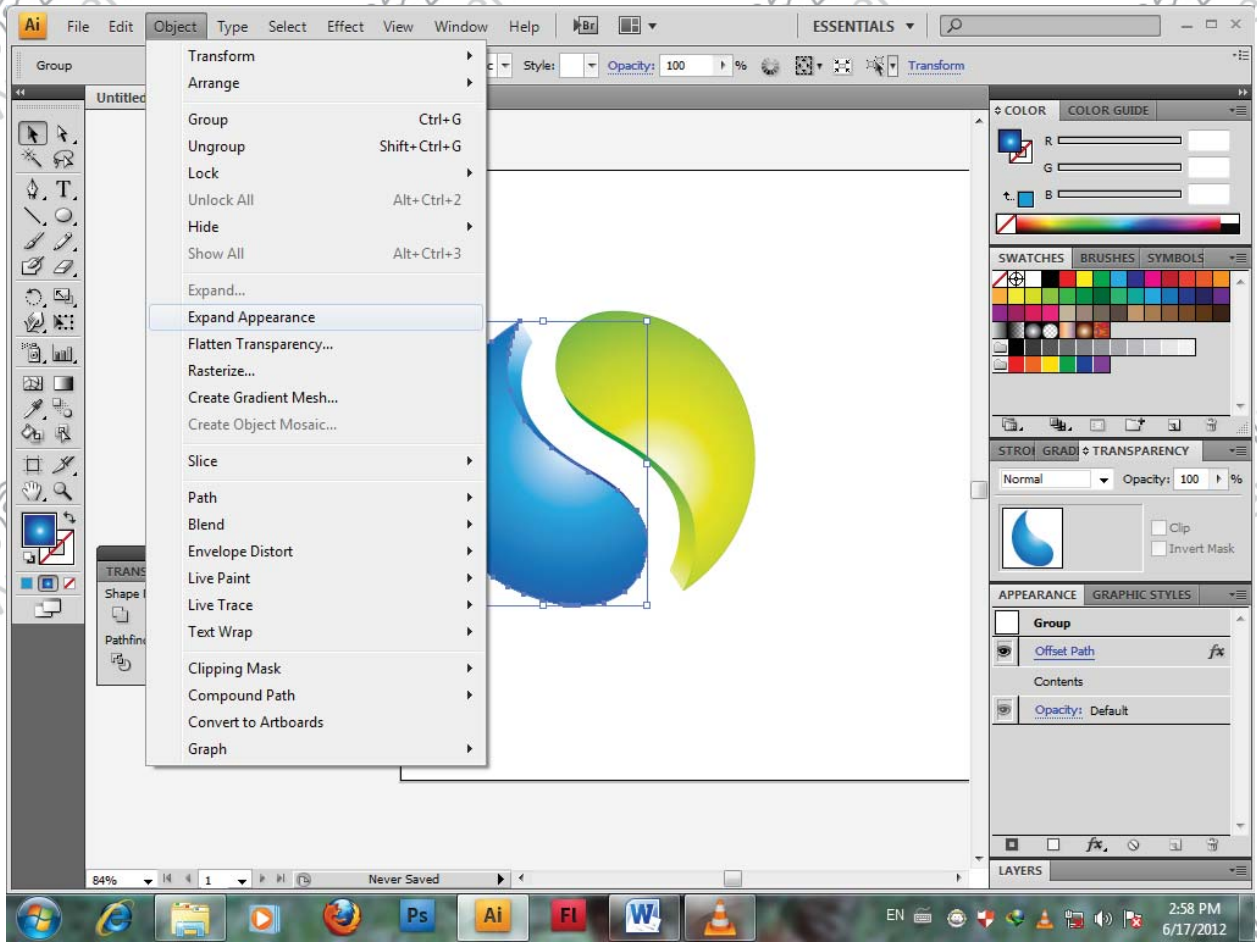 Ai File Edit Object Type Select Effect View Window Help Br ESSENTIALS
Group
c Style: Opacity: 100 % Transform
Untitled
Transform
Arrange
Group Ctrl+G
Ungroup Shift+Ctrl+G
Lock
Unlock All Alt+Ctrl+2
Hide
Show All Alt+Ctrl+3
Expand...
Expand Appearance
Flatten Transparency...
Rasterize...
Create Gradient Mesh...
Create Object Mosaic...
Slice
Path
Blend
Envelope Distort
Live Paint
Live Trace
Text Wrap
Clipping Mask
Compound Path
Convert to Artboards
Graph
TRANS
Shape
Pathfin
COLOR COLOR GUIDE
R
G
B
SWATCHES BRUSHES SYMBOLS
STRO GRADI TRANSPARENCY
Normal Opacity: 100 %
Clip
Invert Mask
APPEARANCE GRAPHIC STYLES
Group
Offset Path fx
Contents
Opacity: Default
fx
LAYERS
84% 1 Never Saved
Ps Ai Fl W EN 2:58 PM
6/17/2012